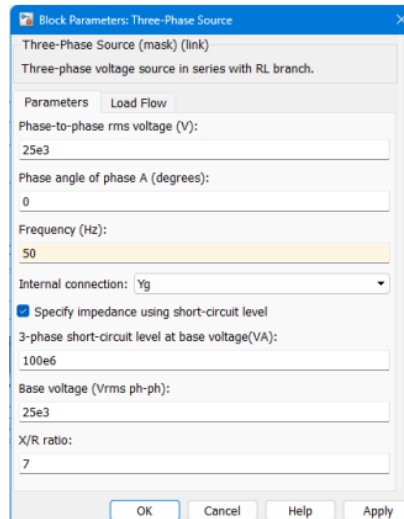 Block Parameters: Three-Phase Source
Three-Phase Source (mask) (link)
Three-phase voltage source in series with RL branch.
Parameters Load Flow
Phase-to-phase rms voltage (V):
25e3
Phase angle of phase A (degrees):
0
Frequency (Hz):
50
Internal connection: Yg
Specify impedance using short-circuit level
3-phase short-circuit level at base voltage(VA):
100e6
Base voltage (Vrms ph-ph):
25e3
X/R ratio:
7
OK Cancel Help Apply